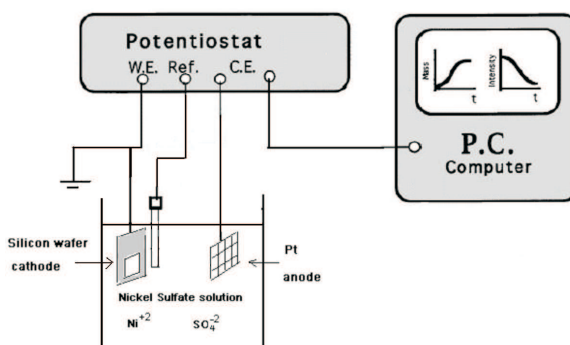 Potentiostat
W.E. Ref. C.E.
Mass
t
Intensity
t
P.C.
Computer
Silicon wafer
cathode
Pt
anode
Nickel Sulfate solution
Ni+2
SO4-2